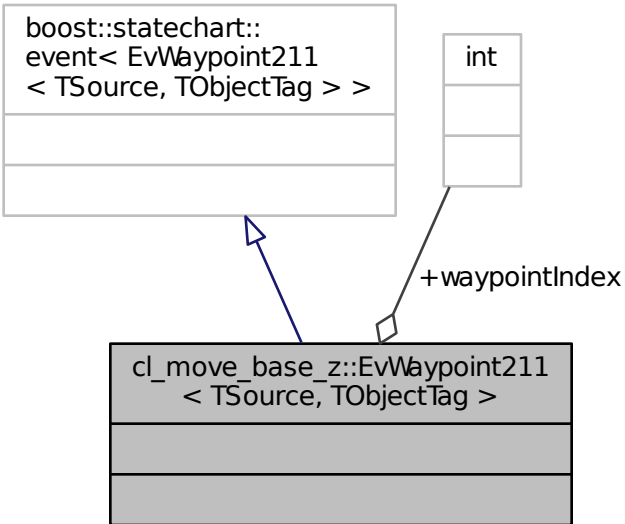 boost::statechart::
event< EvWaypoint211
< TSource, TObjectTag > >
int
+waypointIndex
cl_move_base_z::EvWaypoint211
< TSource, TObjectTag >